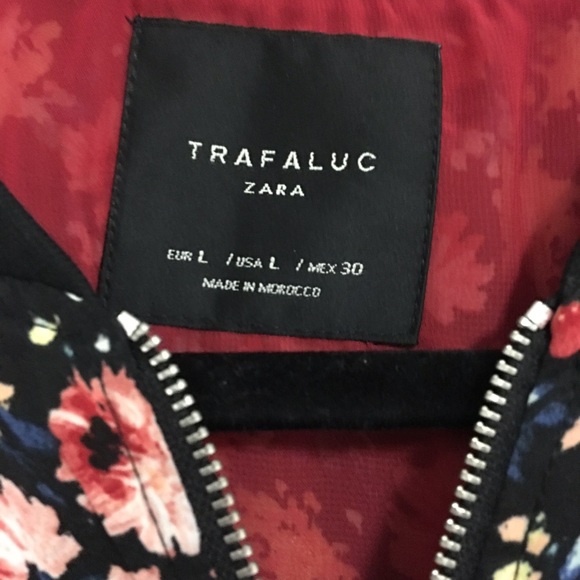 TRAFALUC
ZARA
EUR L / USA L / MEX 30
MADE IN MOROCCO